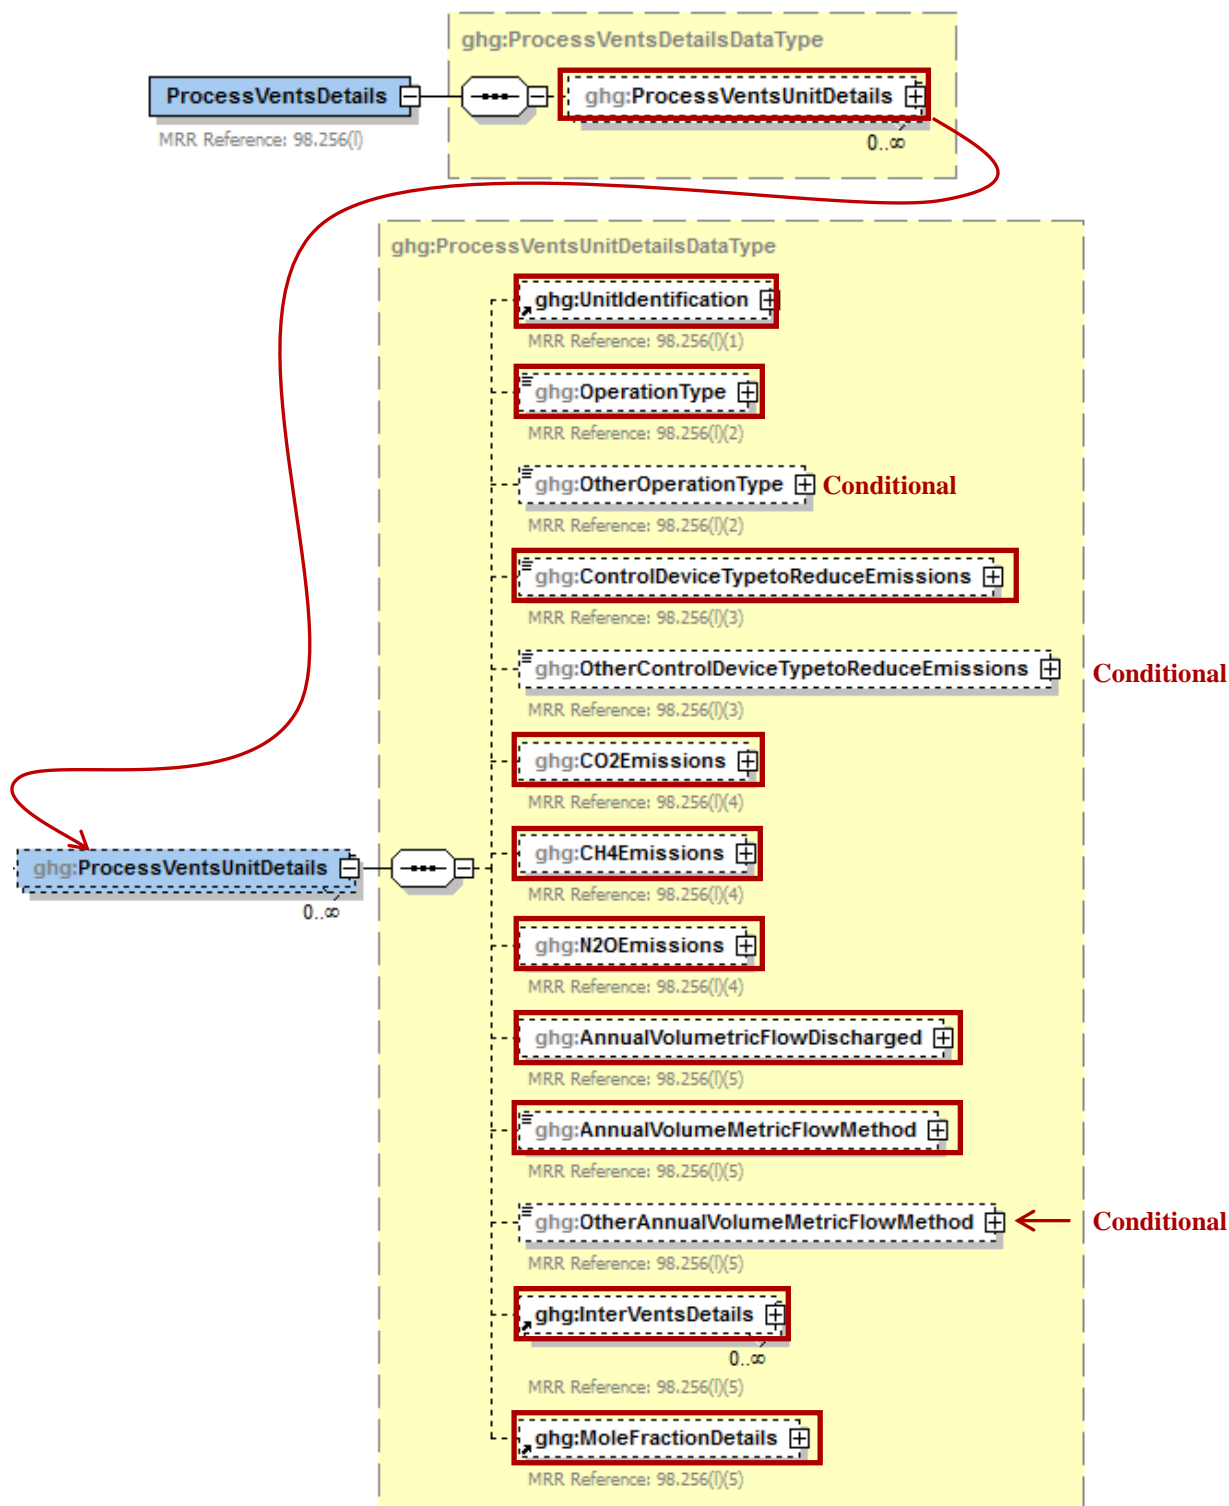 ghg:ProcessVentsDetailsDataType
ProcessVentsDetails
ghg:ProcessVentsUnitDetails
MRR Reference: 98.256(l)
0..∞
ghg:ProcessVentsUnitDetailsDataType
ghg:UnitIdentification
MRR Reference: 98.256(l)(1)
ghg:OperationType
MRR Reference: 98.256(l)(2)
ghg:OtherOperationType Conditional
MRR Reference: 98.256(l)(2)
ghg:ControlDeviceTypetoReduceEmissions
MRR Reference: 98.256(l)(3)
ghg:OtherControlDeviceTypetoReduceEmissions Conditional
MRR Reference: 98.256(l)(3)
ghg:CO2Emissions
MRR Reference: 98.256(l)(4)
ghg:ProcessVentsUnitDetails
0..∞
ghg:CH4Emissions
MRR Reference: 98.256(l)(4)
ghg:N2OEmissions
MRR Reference: 98.256(l)(4)
ghg:AnnualVolumetricFlowDischarged
MRR Reference: 98.256(l)(5)
ghg:AnnualVolumeMetricFlowMethod
MRR Reference: 98.256(l)(5)
ghg:OtherAnnualVolumeMetricFlowMethod Conditional
MRR Reference: 98.256(l)(5)
ghg:InterVentsDetails
0..∞
MRR Reference: 98.256(l)(5)
ghg:MoleFractionDetails
MRR Reference: 98.256(l)(5)